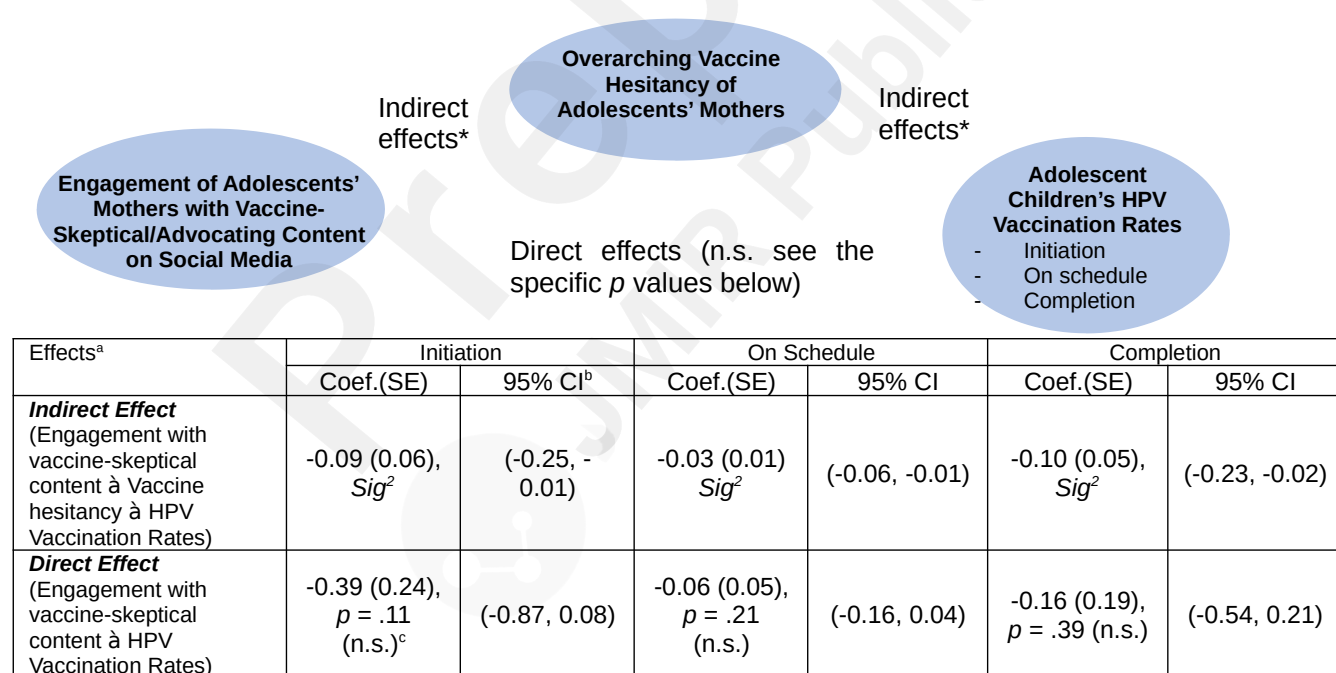 Overarching Vaccine
Hesitancy of
Adolescents’ Mothers
Indirect
effects*
Indirect
effects*
Engagement of Adolescents’
Mothers with Vaccine-
Skeptical/Advocating Content
on Social Media
Adolescent
Children’s HPV
Vaccination Rates
- Initiation
- On schedule
- Completion
Direct effects (n.s. see the
specific p values below)
Effectsᵃ Initiation On Schedule Completion
Coef.(SE) 95% CIᵇ Coef.(SE) 95% CI Coef.(SE) 95% CI
Indirect Effect
(Engagement with
vaccine-skeptical
content à Vaccine
hesitancy à HPV
Vaccination Rates)
-0.09 (0.06),
Sig²
(-0.25, -
0.01)
-0.03 (0.01)
Sig²
(-0.06, -0.01)
-0.10 (0.05),
Sig²
(-0.23, -0.02)
Direct Effect
(Engagement with
vaccine-skeptical
content à HPV
Vaccination Rates)
-0.39 (0.24),
p = .11
(n.s.)ᶜ
(-0.87, 0.08)
-0.06 (0.05),
p = .21
(n.s.)
(-0.16, 0.04)
-0.16 (0.19),
p = .39 (n.s.)
(-0.54, 0.21)